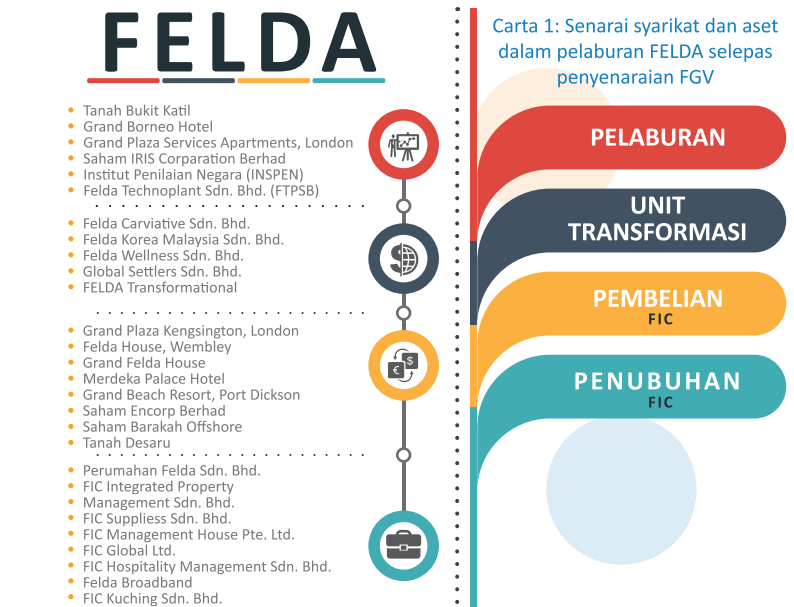 FELDA
Tanah Bukit Katil
Grand Borneo Hotel
Grand Plaza Services Apartments, London
Saham IRIS Corparation Berhad
Institut Penilaian Negara (INSPEN)
Felda Technoplant Sdn. Bhd. (FTPSB)
Felda Carviative Sdn. Bhd.
Felda Korea Malaysia Sdn. Bhd.
Felda Wellness Sdn. Bhd.
Global Settlers Sdn. Bhd.
FELDA Transformational
Grand Plaza Kengsington, London
Felda House, Wembley
Grand Felda House
Merdeka Palace Hotel
Grand Beach Resort, Port Dickson
Saham Encorp Berhad
Saham Barakah Offshore
Tanah Desaru
Perumahan Felda Sdn. Bhd.
FIC Integrated Property
Management Sdn. Bhd.
FIC Suppliess Sdn. Bhd.
FIC Management House Pte. Ltd.
FIC Global Ltd.
FIC Hospitality Management Sdn. Bhd.
Felda Broadband
FIC Kuching Sdn. Bhd.
Carta 1: Senarai syarikat dan aset
dalam pelaburan FELDA selepas
penyenaraian FGV
PELABURAN
UNIT
TRANSFORMASI
PEMBELIAN
FIC
PENUBUHAN
FIC